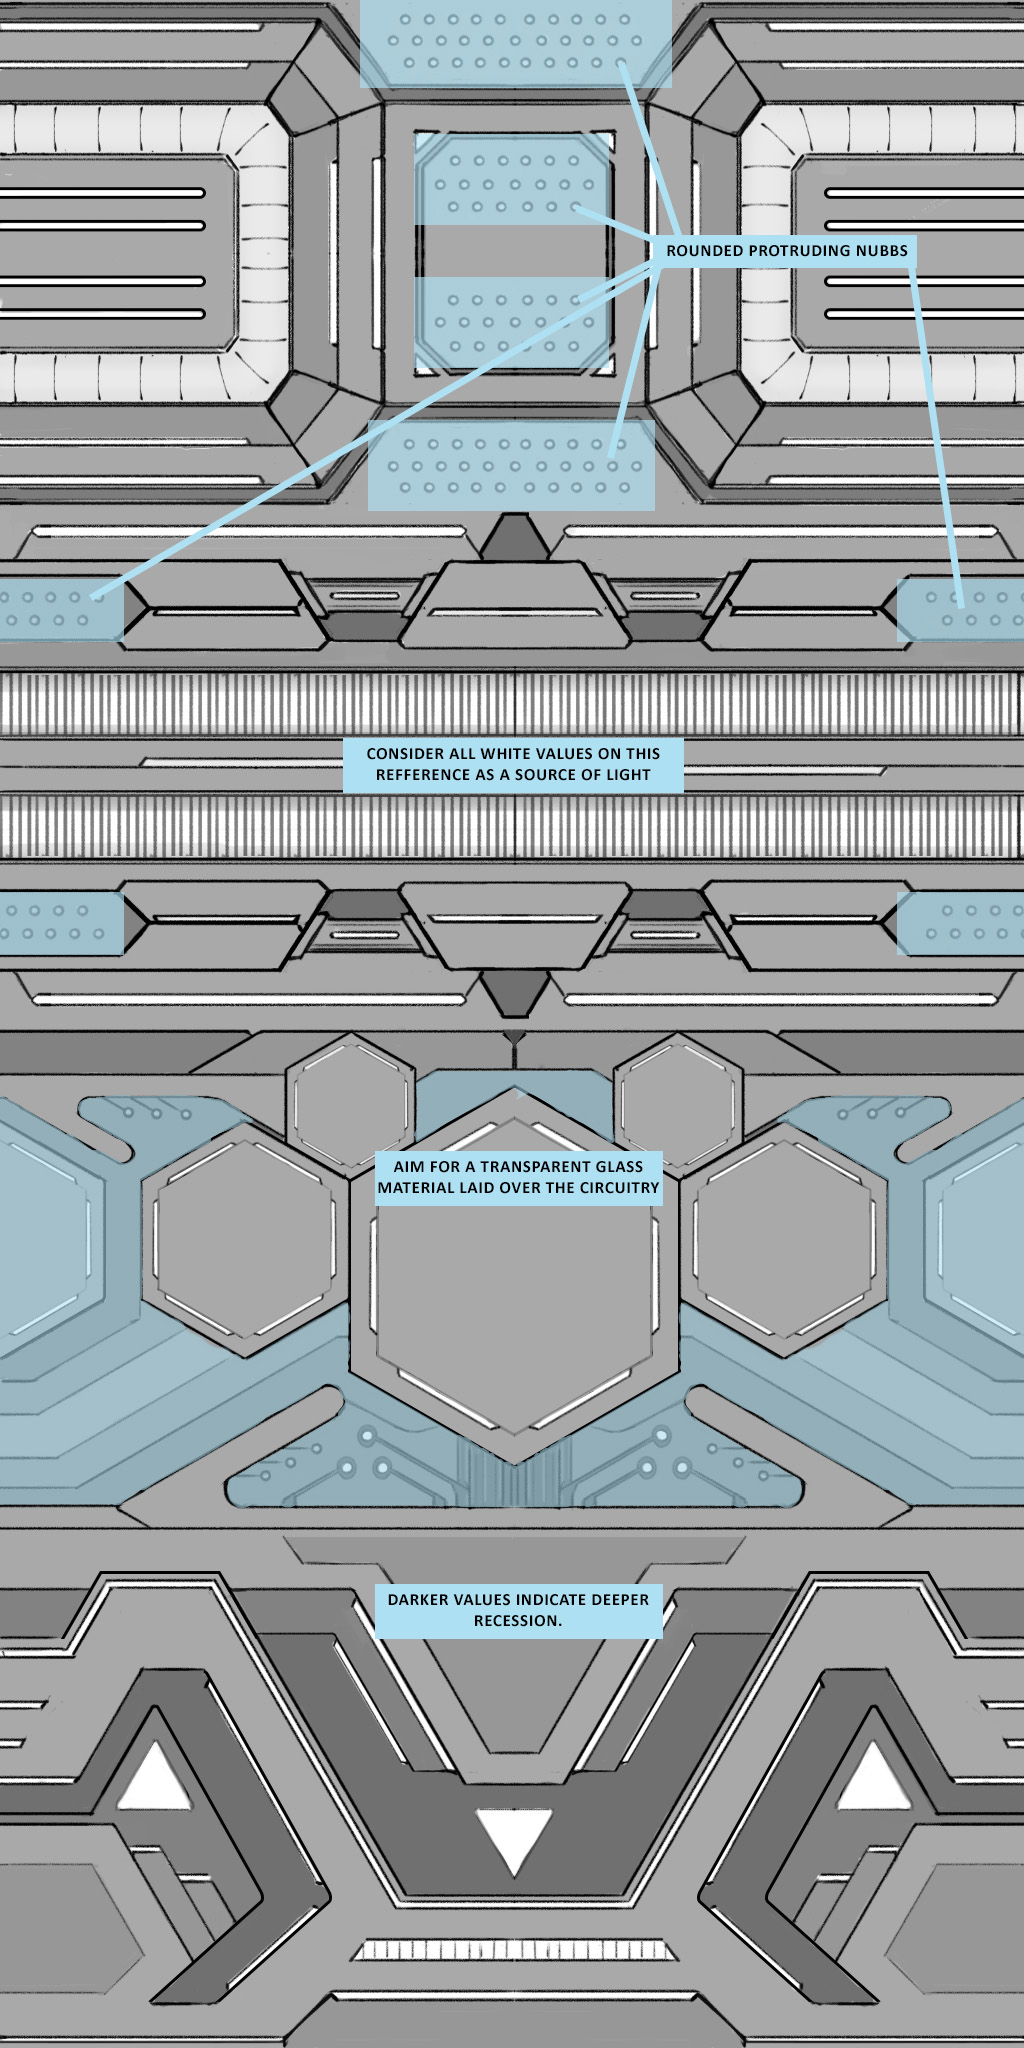 ROUNDED PROTRUDING NUBBS
CONSIDER ALL WHITE VALUES ON THIS
REFFERENCE AS A SOURCE OF LIGHT
AIM FOR A TRANSPARENT GLASS
MATERIAL LAID OVER THE CIRCUITRY
DARKER VALUES INDICATE DEEPER
RECESSION.